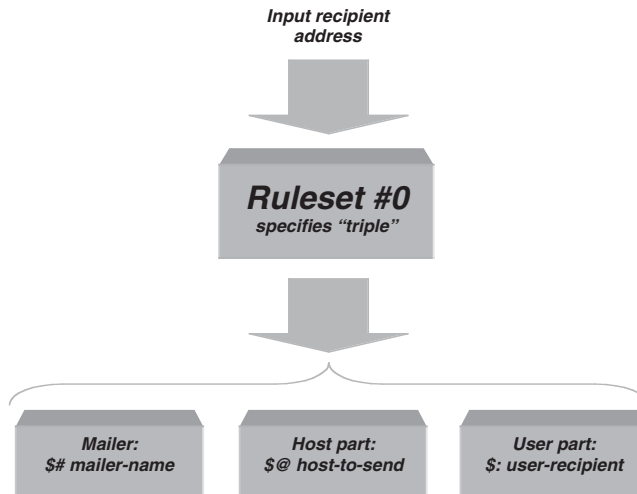 Input recipient
address
Ruleset #0
specifies “triple”
Mailer:
$# mailer-name
Host part:
$@ host-to-send
User part:
$: user-recipient